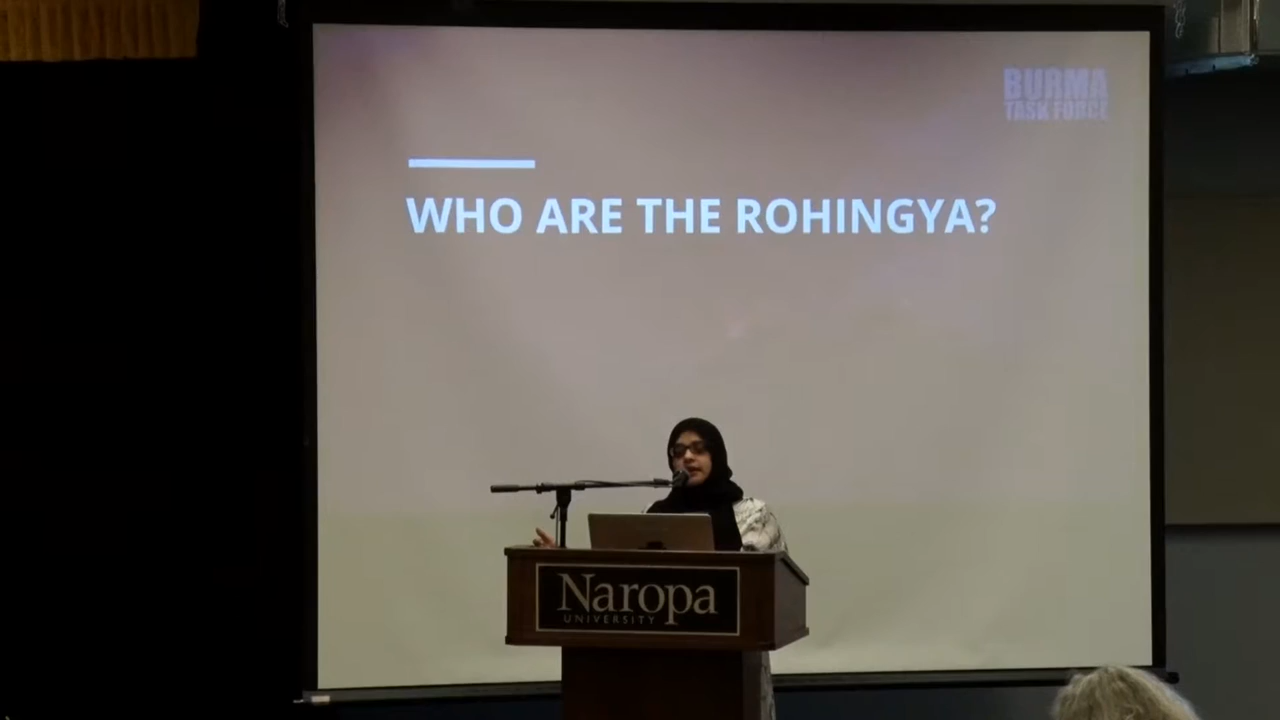 BURMA
TASK FORCE
WHO ARE THE ROHINGYA?
Naropa
UNIVERSITY